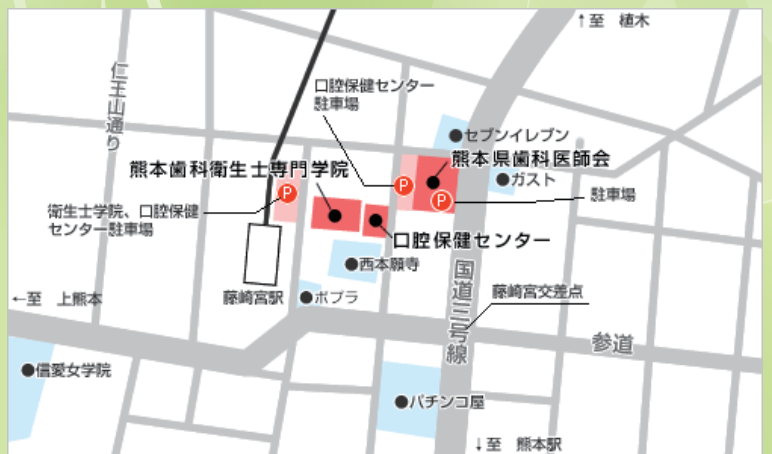 ↑至 植木
仁王山通り
口腔保健センター
駐車場
●セブンイレブン
熊本県歯科医師会
熊本歯科衛生士専門学院
●ガスト
P
P
P
駐車場
衛生士学院、口腔保健
センター駐車場
口腔保健センター
●西本願寺
国道三号線
藤崎宮駅
●ポプラ
藤崎宮交差点
←至 上熊本
参道
●信愛女学院
●パチンコ屋
↓至 熊本駅